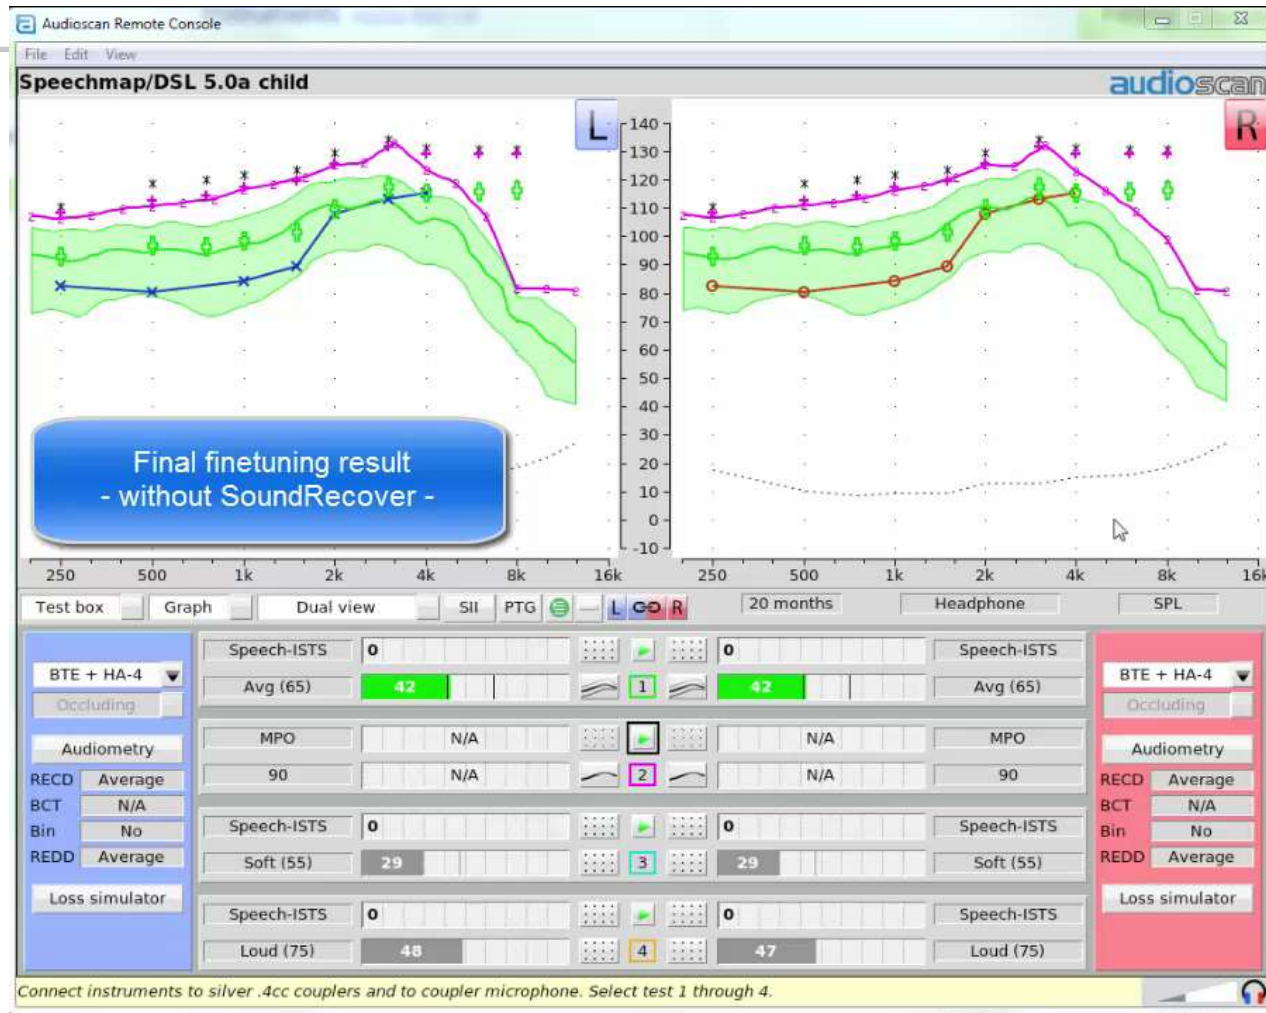 Audioscan Remote Console
File Edit View
Speechmap/DSL 5.0a child
audioscan
L
R
140
130
120
110
100
90
80
70
60
50
40
30
20
10
0
-10
Final finetuning result
- without SoundRecover -
250 500 1k 2k 4k 8k 16k 250 500 1k 2k 4k 8k 16k
Test box Graph Dual view SII PTG L R 20 months Headphone SPL
BTE + HA-4
Occluding
Audiometry
RECD Average
BCT N/A
Bin No
REDD Average
Loss simulator
Speech-ISTS 0 0 Speech-ISTS
Avg (65) 42 1 42 Avg (65)
MPO N/A N/A MPO
90 N/A 2 N/A 90
Speech-ISTS 0 0 Speech-ISTS
Soft (55) 29 3 29 Soft (55)
Speech-ISTS 0 0 Speech-ISTS
Loud (75) 48 4 47 Loud (75)
BTE + HA-4
Occluding
Audiometry
RECD Average
BCT N/A
Bin No
REDD Average
Loss simulator
Connect instruments to silver .4cc couplers and to coupler microphone. Select test 1 through 4.